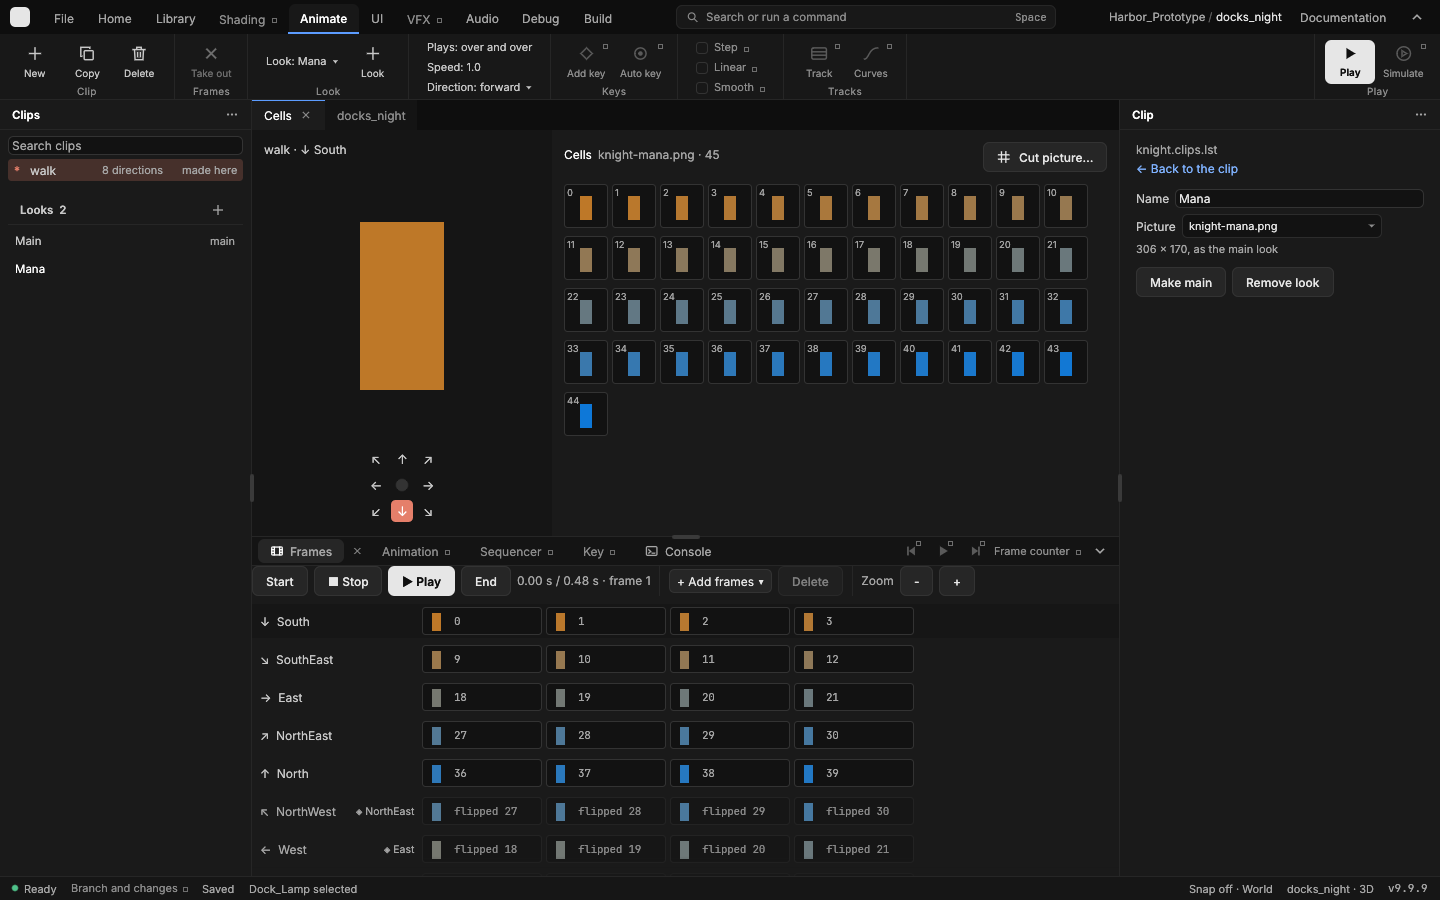 File Home Library Shading Animate UI VFX Audio Debug Build
Search or run a command Space
Harbor_Prototype / docks_night Documentation
New Copy Delete
Clip
Take out
Frames
Look: Mana Look
Look
Plays: over and over
Speed: 1.0
Direction: forward
Add key Auto key
Keys
Step
Linear
Smooth
Track Curves
Tracks
Play Simulate
Play
Clips
Search clips
* walk 8 directions made here
Looks 2
Main main
Mana
Cells docks_night
walk · ↓ South
Cells knight-mana.png · 45
Cut picture...
0 1 2 3 4 5 6 7 8 9 10
11 12 13 14 15 16 17 18 19 20 21
22 23 24 25 26 27 28 29 30 31 32
33 34 35 36 37 38 39 40 41 42 43
44
Clip
knight.clips.lst
← Back to the clip
Name Mana
Picture knight-mana.png
306 × 170, as the main look
Make main Remove look
Frames Animation Sequencer Key Console Frame counter
Start Stop Play End 0.00 s / 0.48 s · frame 1 + Add frames Delete Zoom - +
↓ South 0 1 2 3
↘ SouthEast 9 10 11 12
→ East 18 19 20 21
↗ NorthEast 27 28 29 30
↑ North 36 37 38 39
↖ NorthWest ◆ NorthEast flipped 27 flipped 28 flipped 29 flipped 30
← West ◆ East flipped 18 flipped 19 flipped 20 flipped 21
Ready Branch and changes Saved Dock_Lamp selected
Snap off · World docks_night · 3D v9.9.9